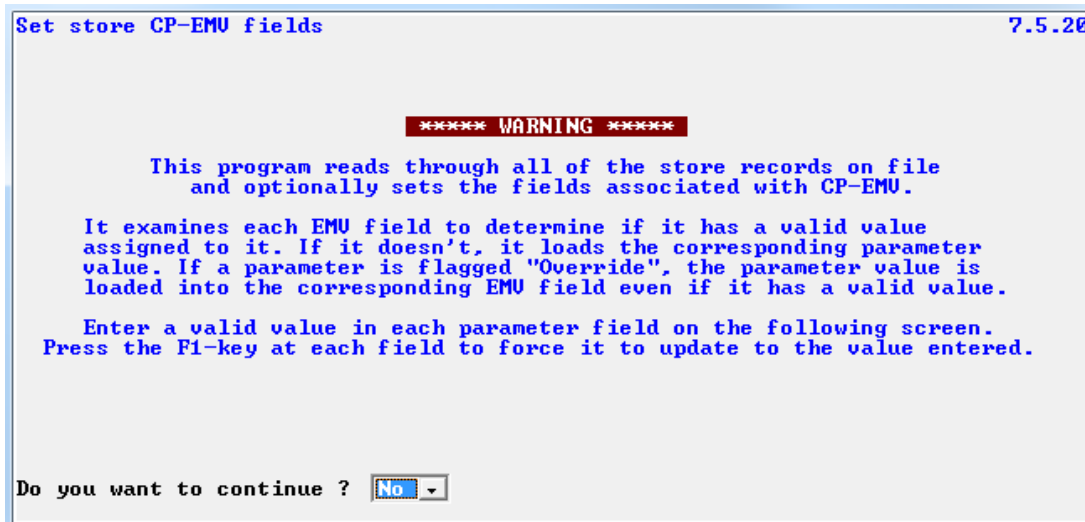 Set store CP-EMV fields 7.5.20
***** WARNING *****
This program reads through all of the store records on file
and optionally sets the fields associated with CP-EMV.
It examines each EMV field to determine if it has a valid value
assigned to it. If it doesn't, it loads the corresponding parameter
value. If a parameter is flagged "Override", the parameter value is
loaded into the corresponding EMV field even if it has a valid value.
Enter a valid value in each parameter field on the following screen.
Press the F1-key at each field to force it to update to the value entered.
Do you want to continue ? No